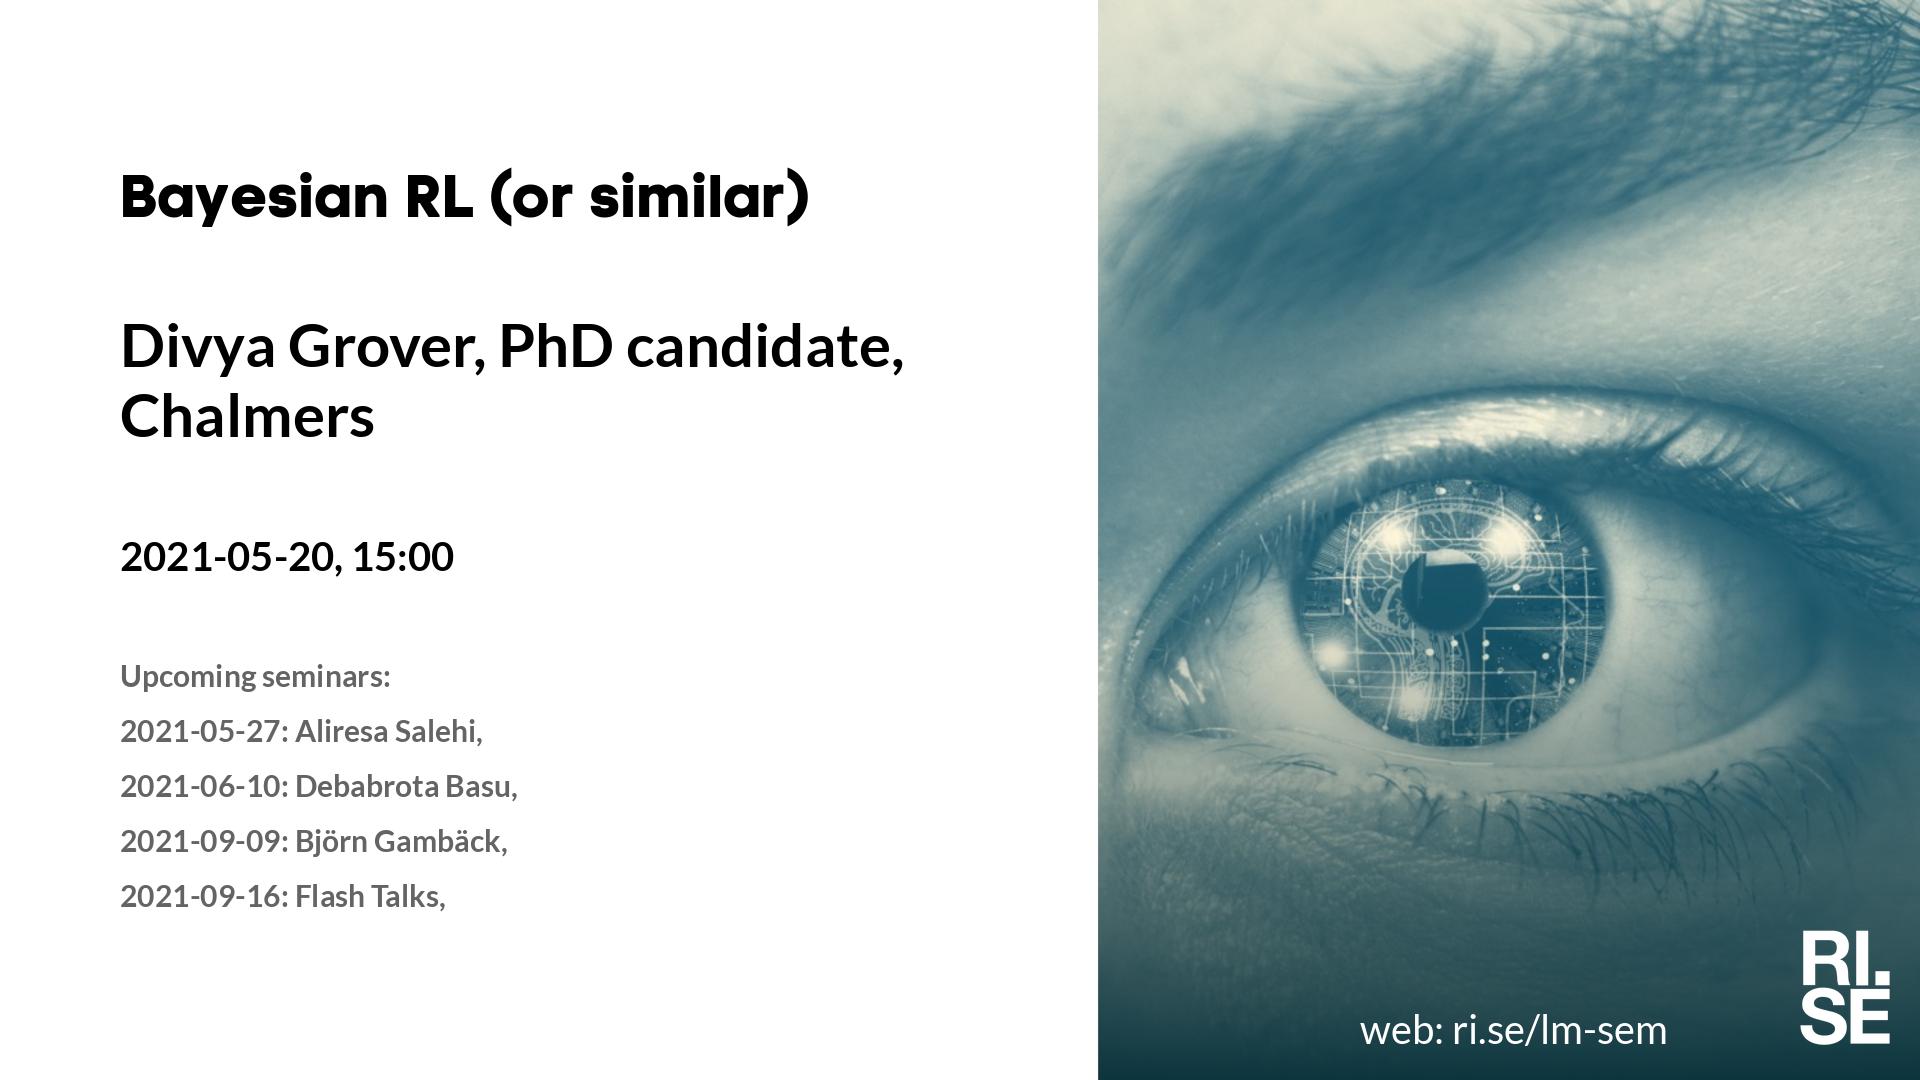 Bayesian RL (or similar)
Divya Grover, PhD candidate,
Chalmers
2021-05-20, 15:00
Upcoming seminars:
2021-05-27: Aliresa Salehi,
2021-06-10: Debabrota Basu,
2021-09-09: Björn Gambäck,
2021-09-16: Flash Talks,
web: ri.se/lm-sem
RI.
SE